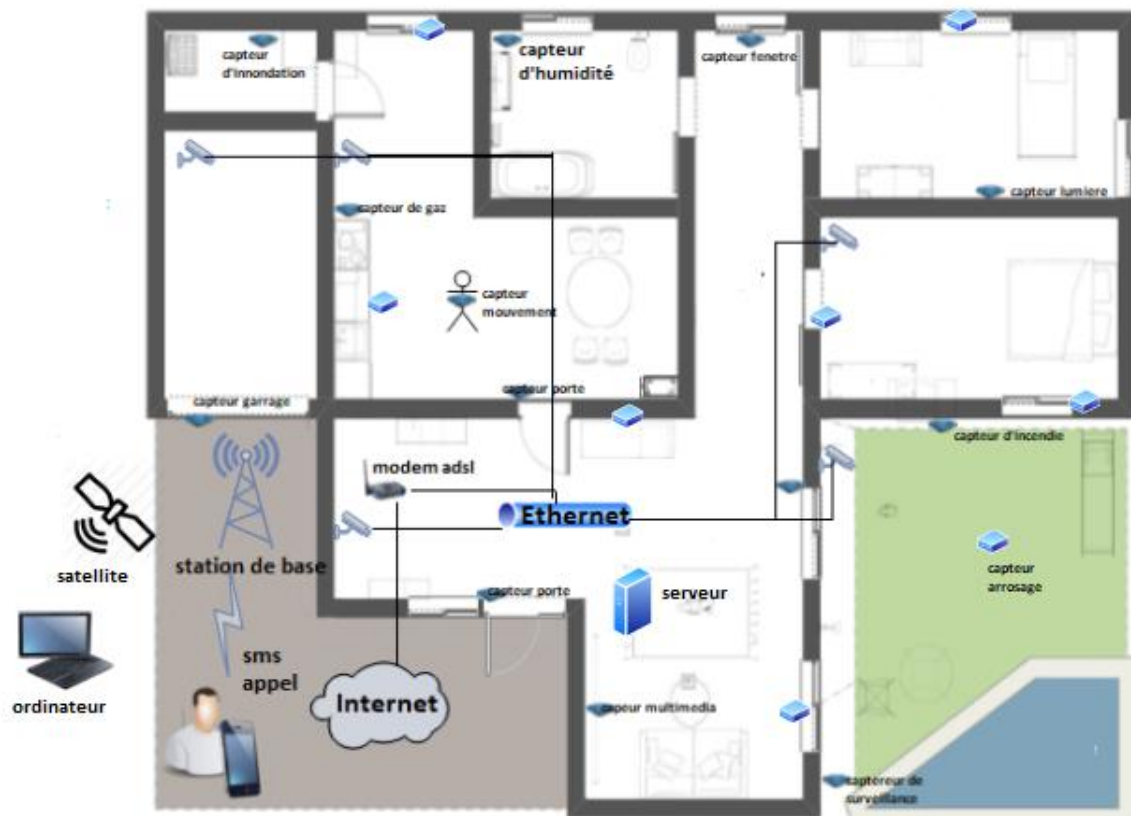 capteur
d'innondation
capteur
d'humidité
capteur fenetre
capteur lumiere
capteur de gaz
capteur
mouvement
capteur garrage
capteur porte
capteur d'incendie
modem adsl
Ethernet
satellite
station de base
capteur
arrosage
serveur
capteur porte
ordinateur
sms
appel
Internet
capeur multimedia
captereur de
surveillance